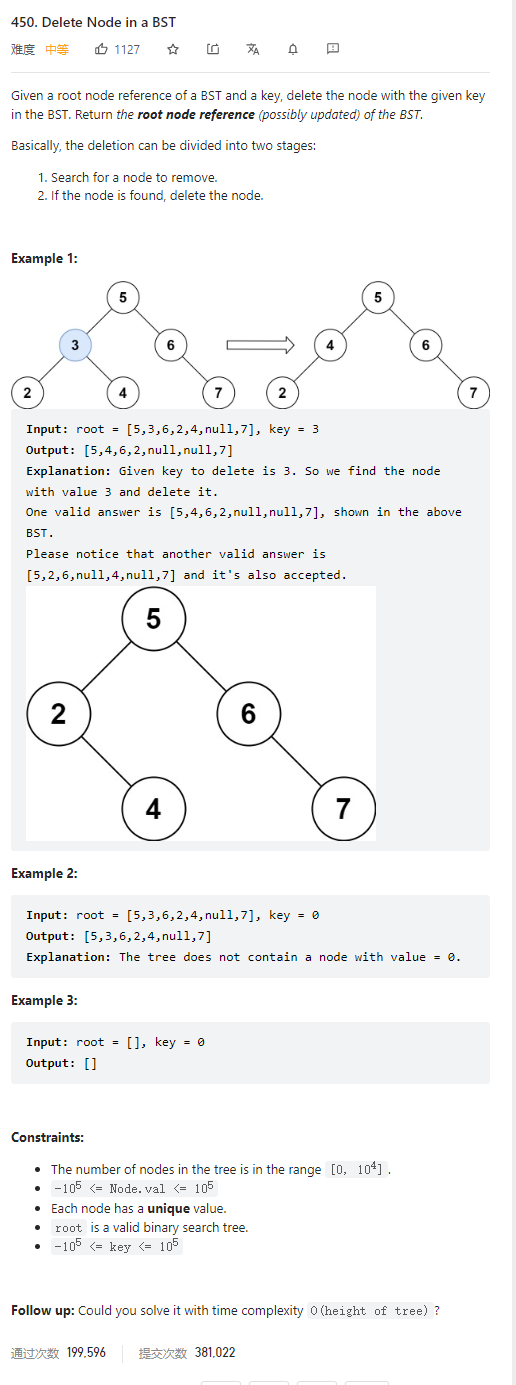 450. Delete Node in a BST
难度 中等 1127
Given a root node reference of a BST and a key, delete the node with the given key
in the BST. Return the root node reference (possibly updated) of the BST.
Basically, the deletion can be divided into two stages:
1. Search for a node to remove.
2. If the node is found, delete the node.
Example 1:
5 5
3 6 4 6
2 4 7 2 7
Input: root = [5,3,6,2,4,null,7], key = 3
Output: [5,4,6,2,null,null,7]
Explanation: Given key to delete is 3. So we find the node
with value 3 and delete it.
One valid answer is [5,4,6,2,null,null,7], shown in the above
BST.
Please notice that another valid answer is
[5,2,6,null,4,null,7] and it's also accepted.
5
2 6
4 7
Example 2:
Input: root = [5,3,6,2,4,null,7], key = 0
Output: [5,3,6,2,4,null,7]
Explanation: The tree does not contain a node with value = 0.
Example 3:
Input: root = [], key = 0
Output: []
Constraints:
• The number of nodes in the tree is in the range [0, 10⁴].
• -10⁵ <= Node.val <= 10⁵
• Each node has a unique value.
• root is a valid binary search tree.
• -10⁵ <= key <= 10⁵
Follow up: Could you solve it with time complexity O(height of tree)?
通过次数 199,596 提交次数 381,022